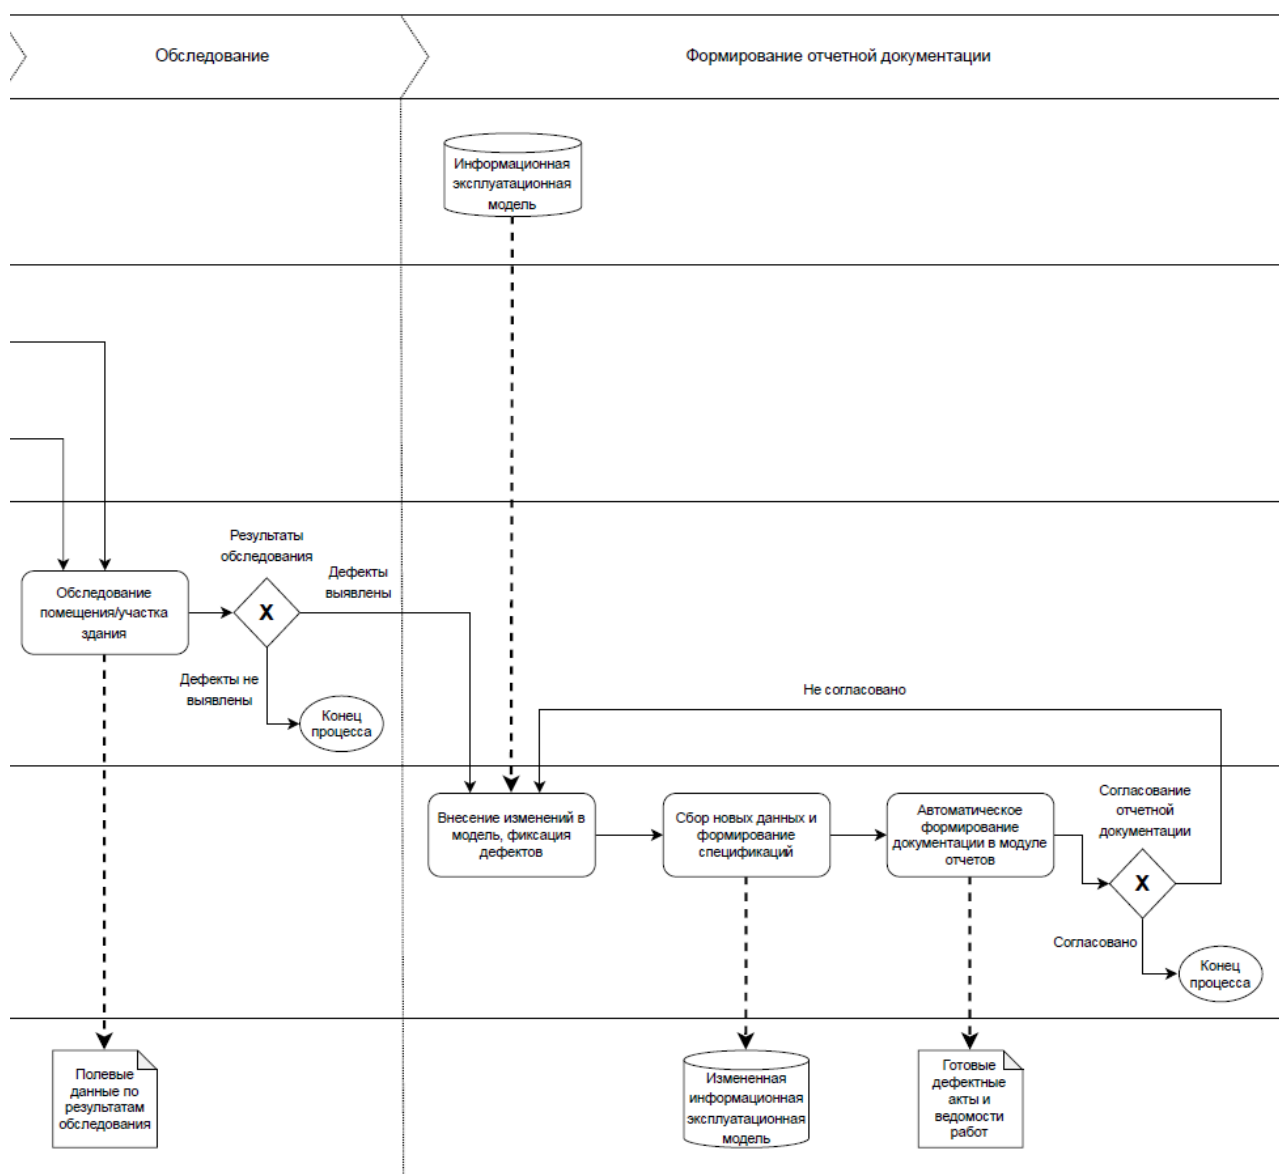 Обследование
Формирование отчетной документации
Информационная
эксплуатационная
модель
Результаты
обследования
Дефекты
выявлены
Обследование
помещения/участка
здания
X
Дефекты не
выявлены
Конец
процесса
Не согласовано
Внесение изменений в
модель, фиксация
дефектов
Сбор новых данных и
формирование
спецификаций
Автоматическое
формирование
документации в модуле
отчетов
Согласование
отчетной
документации
X
Согласовано
Конец
процесса
Полевые
данные по
результатам
обследования
Измененная
информационная
эксплуатационная
модель
Готовые
дефектные
акты и
ведомости
работ